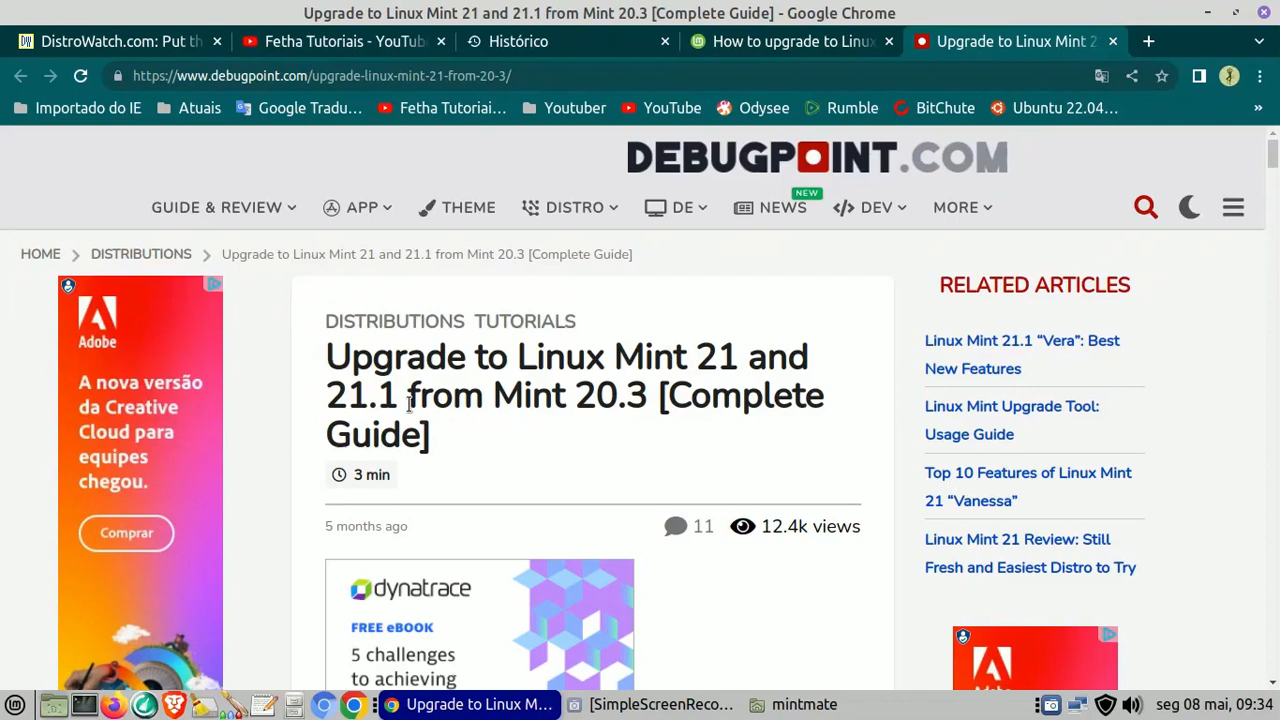 Upgrade to Linux Mint 21 and 21.1 from Mint 20.3 [Complete Guide] - Google Chrome
DistroWatch.com: Put th
Fetha Tutoriais - YouTub
Histórico
How to upgrade to Linux
Upgrade to Linux Mint 2
https://www.debugpoint.com/upgrade-linux-mint-21-from-20-3/
Importado do IE
Atuais
Google Tradu...
Fetha Tutoriai...
Youtuber
YouTube
Odysee
Rumble
BitChute
Ubuntu 22.04...
»
DEBUGPOINT.COM
GUIDE & REVIEW
APP
THEME
DISTRO
DE
NEWS
NEW
DEV
MORE
HOME
DISTRIBUTIONS
Upgrade to Linux Mint 21 and 21.1 from Mint 20.3 [Complete Guide]
Adobe
A nova versão
da Creative
Cloud para
equipes
chegou.
Comprar
DISTRIBUTIONS TUTORIALS
Upgrade to Linux Mint 21 and
21.1 from Mint 20.3 [Complete
Guide]
3 min
5 months ago
11
12.4k views
dynatrace
FREE eBOOK
5 challenges
to achieving
RELATED ARTICLES
Linux Mint 21.1 “Vera”: Best
New Features
Linux Mint Upgrade Tool:
Usage Guide
Top 10 Features of Linux Mint
21 “Vanessa”
Linux Mint 21 Review: Still
Fresh and Easiest Distro to Try
Upgrade to Linux M...
[SimpleScreenReco...
mintmate
seg 08 mai, 09:34